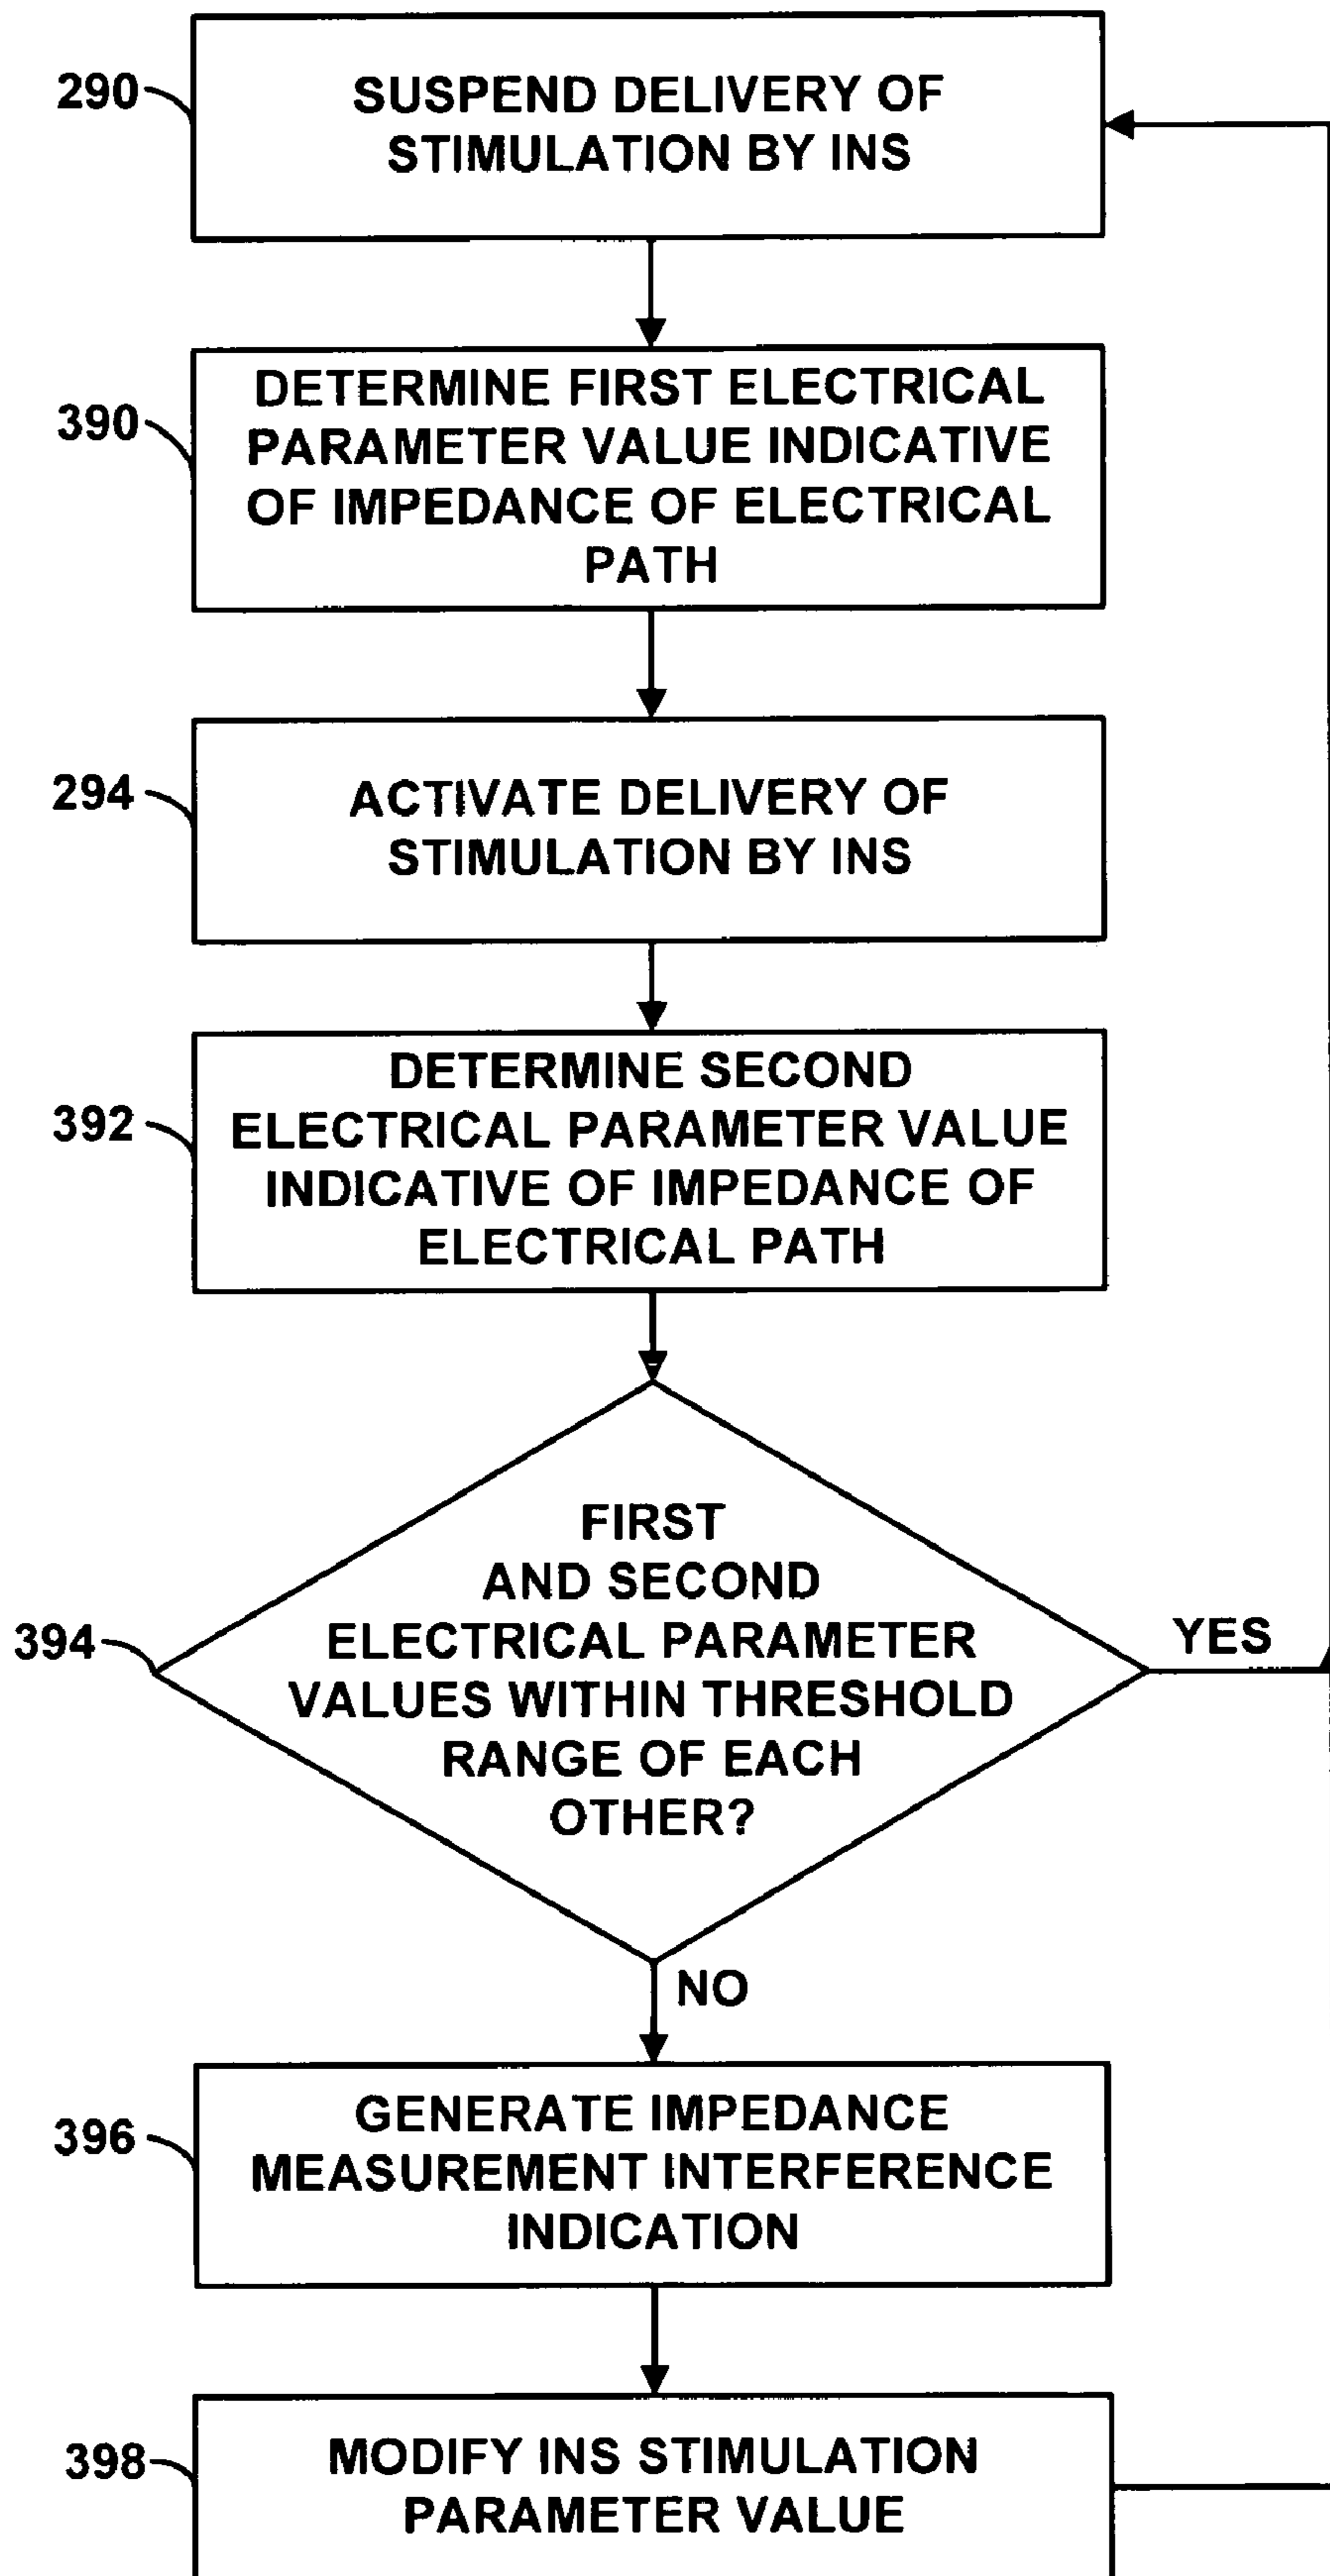 290
SUSPEND DELIVERY OF
STIMULATION BY INS
390
DETERMINE FIRST ELECTRICAL
PARAMETER VALUE INDICATIVE
OF IMPEDANCE OF ELECTRICAL
PATH
294
ACTIVATE DELIVERY OF
STIMULATION BY INS
392
DETERMINE SECOND
ELECTRICAL PARAMETER VALUE
INDICATIVE OF IMPEDANCE OF
ELECTRICAL PATH
394
FIRST
AND SECOND
ELECTRICAL PARAMETER
VALUES WITHIN THRESHOLD
RANGE OF EACH
OTHER?
YES
NO
396
GENERATE IMPEDANCE
MEASUREMENT INTERFERENCE
INDICATION
398
MODIFY INS STIMULATION
PARAMETER VALUE